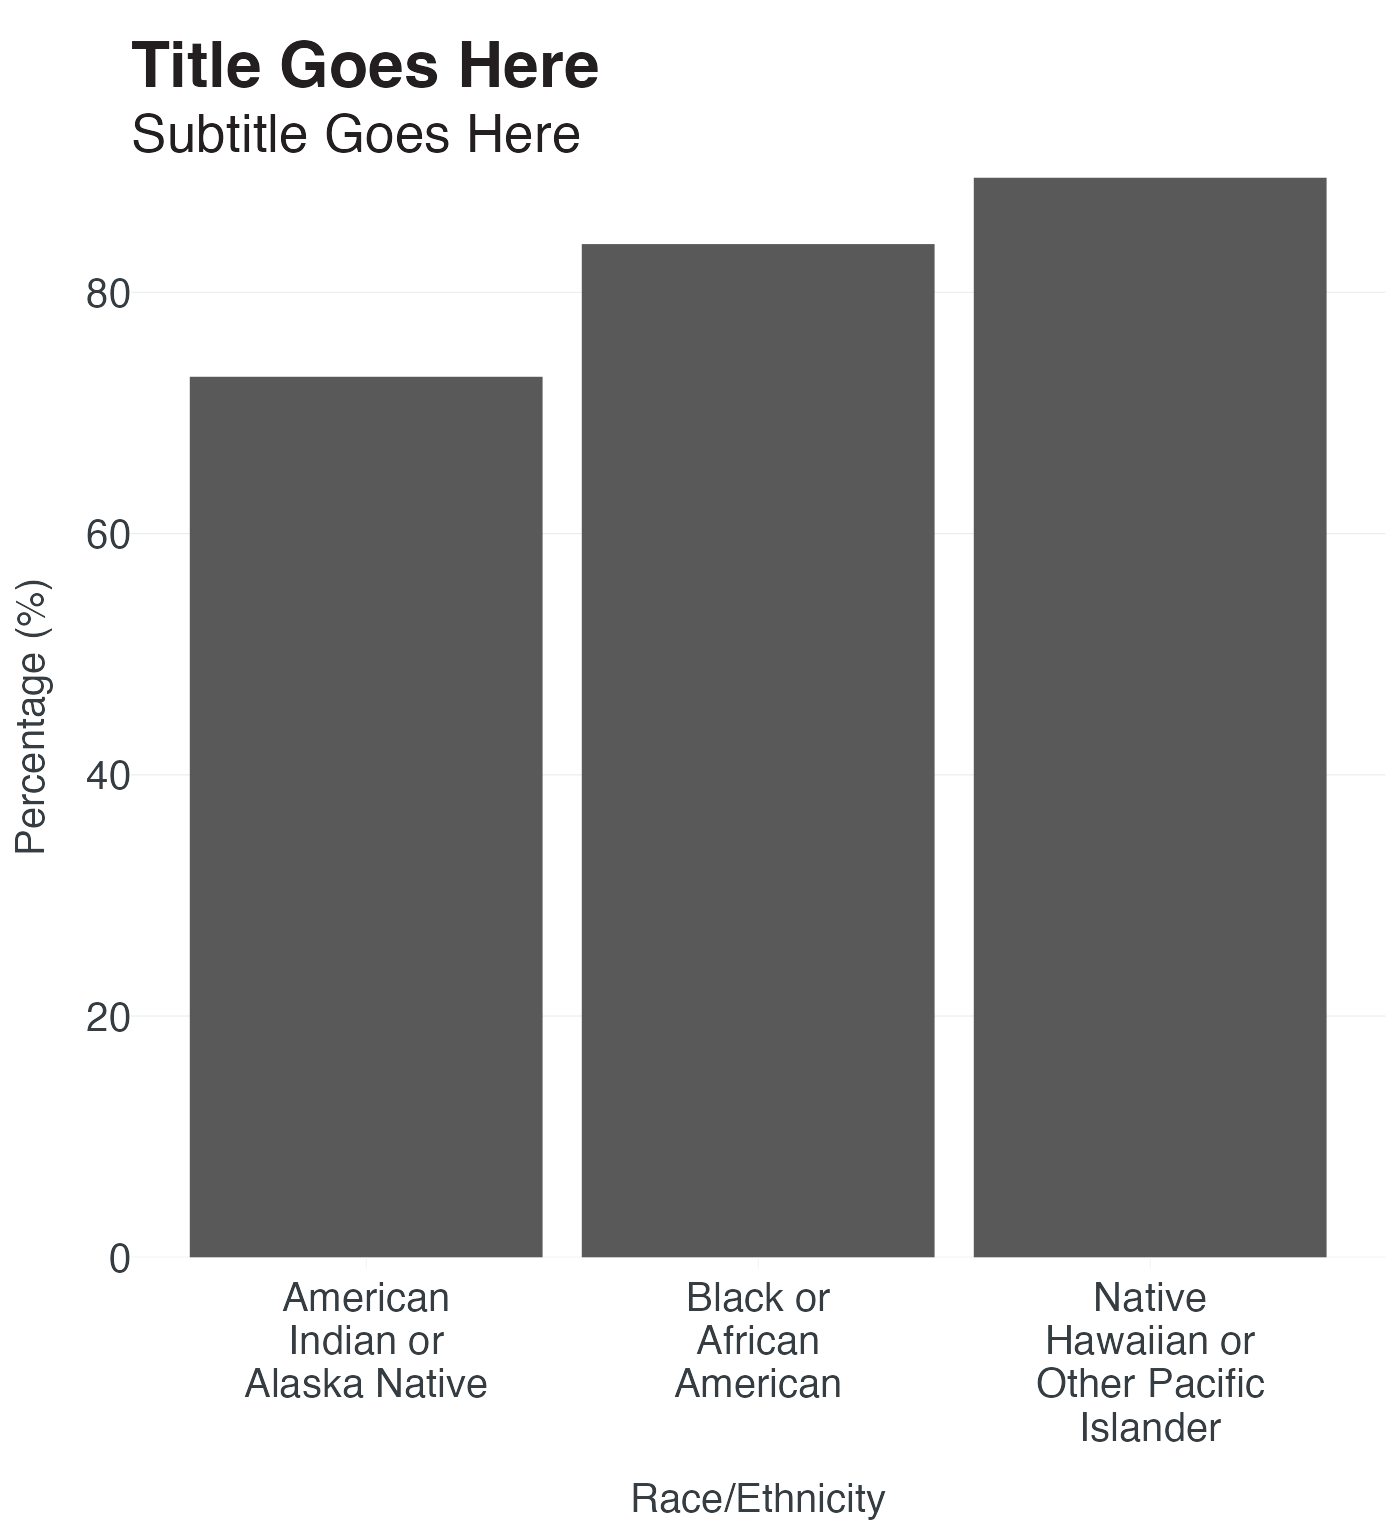 Title Goes Here
Subtitle Goes Here
80
60
40
20
0
Percentage (%)
American
Indian or
Alaska Native
Black or
African
American
Native
Hawaiian or
Other Pacific
Islander
Race/Ethnicity